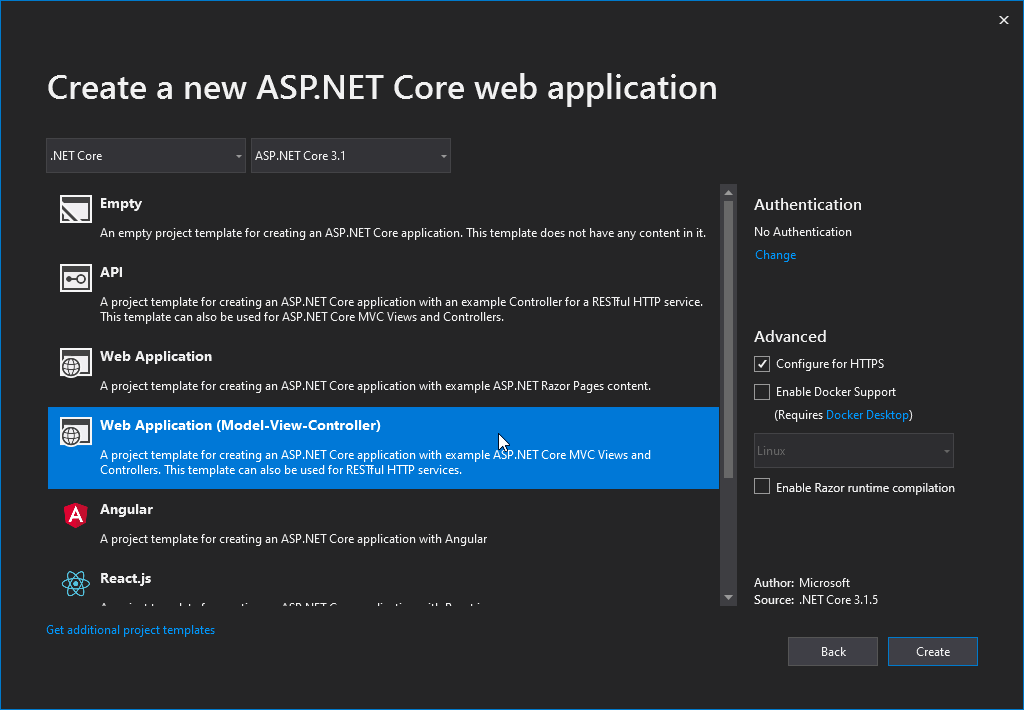 Create a new ASP.NET Core web application
.NET Core
ASP.NET Core 3.1
Empty
An empty project template for creating an ASP.NET Core application. This template does not have any content in it.
API
A project template for creating an ASP.NET Core application with an example Controller for a RESTful HTTP service.
This template can also be used for ASP.NET Core MVC Views and Controllers.
Web Application
A project template for creating an ASP.NET Core application with example ASP.NET Razor Pages content.
Web Application (Model-View-Controller)
A project template for creating an ASP.NET Core application with example ASP.NET Core MVC Views and
Controllers. This template can also be used for RESTful HTTP services.
Angular
A project template for creating an ASP.NET Core application with Angular
React.js
Get additional project templates
Authentication
No Authentication
Change
Advanced
Configure for HTTPS
Enable Docker Support
(Requires Docker Desktop)
Linux
Enable Razor runtime compilation
Author: Microsoft
Source: .NET Core 3.1.5
Back
Create